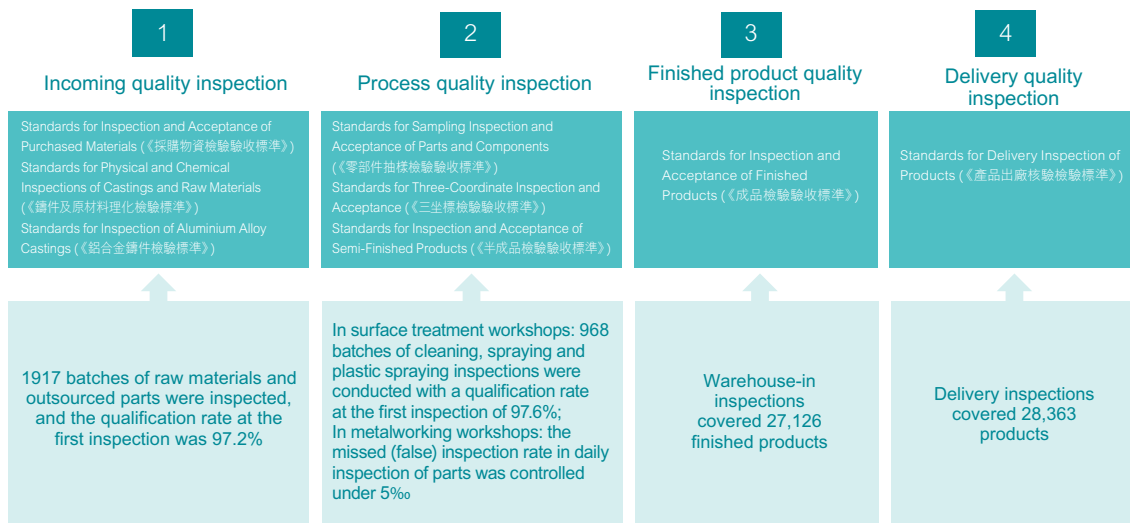 1
Incoming quality inspection
Standards for Inspection and Acceptance of
Purchased Materials (《採購物資檢驗驗收標準》)
Standards for Physical and Chemical
Inspections of Castings and Raw Materials
(《鑄件及原材料理化檢驗標準》)
Standards for Inspection of Aluminium Alloy
Castings (《鋁合金鑄件檢驗標準》)
1917 batches of raw materials and
outsourced parts were inspected,
and the qualification rate at the
first inspection was 97.2%
2
Process quality inspection
Standards for Sampling Inspection and
Acceptance of Parts and Components
(《零部件抽樣檢驗驗收標準》)
Standards for Three-Coordinate Inspection and
Acceptance (《三坐標檢驗驗收標準》)
Standards for Inspection and Acceptance of
Semi-Finished Products (《半成品檢驗驗收標準》)
In surface treatment workshops: 968
batches of cleaning, spraying and
plastic spraying inspections were
conducted with a qualification rate
at the first inspection of 97.6%;
In metalworking workshops: the
missed (false) inspection rate in daily
inspection of parts was controlled
under 5‰
3
Finished product quality
inspection
Standards for Inspection and
Acceptance of Finished
Products (《成品檢驗驗收標準》)
Warehouse-in
inspections
covered 27,126
finished products
4
Delivery quality
inspection
Standards for Delivery Inspection of
Products (《產品出廠核驗檢驗標準》)
Delivery inspections
covered 28,363
products